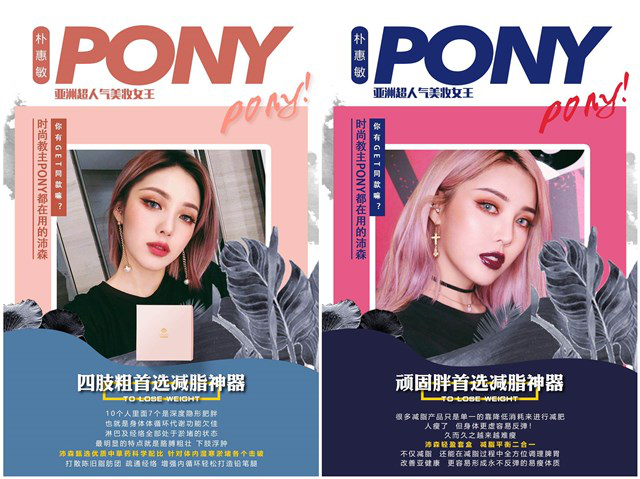 朴惠敏
PONY
亚洲超人气美妆女王
pony!
时尚教主PONY都在用的沛森
你有GET同款嘛？
四肢粗首选减脂神器
TO LOSE WEIGHT
10个人里面7个是深度隐形肥胖
也就是身体体循环代谢功能欠佳
淋巴及经络全部处于淤堵的状态
最明显的特点就是胳膊粗壮 下肢浮肿
沛森甄选优质中草药科学配比 针对体内湿寒淤堵各个击破
打散陈旧脂肪团 疏通经络 增强内循环轻松打造铅笔腿
朴惠敏
PONY
亚洲超人气美妆女王
pony!
时尚教主PONY都在用的沛森
你有GET同款嘛？
顽固胖首选减脂神器
TO LOSE WEIGHT
很多减脂产品只是单一的靠降低消耗来进行减肥
人瘦了 但身体更虚容易反弹！
久而久之越来越难瘦
沛森轻盈套盒 减脂平衡二合一
不仅减脂 还能在减脂过程中全方位调理脾胃
改善亚健康 更容易形成永不反弹的易瘦体质